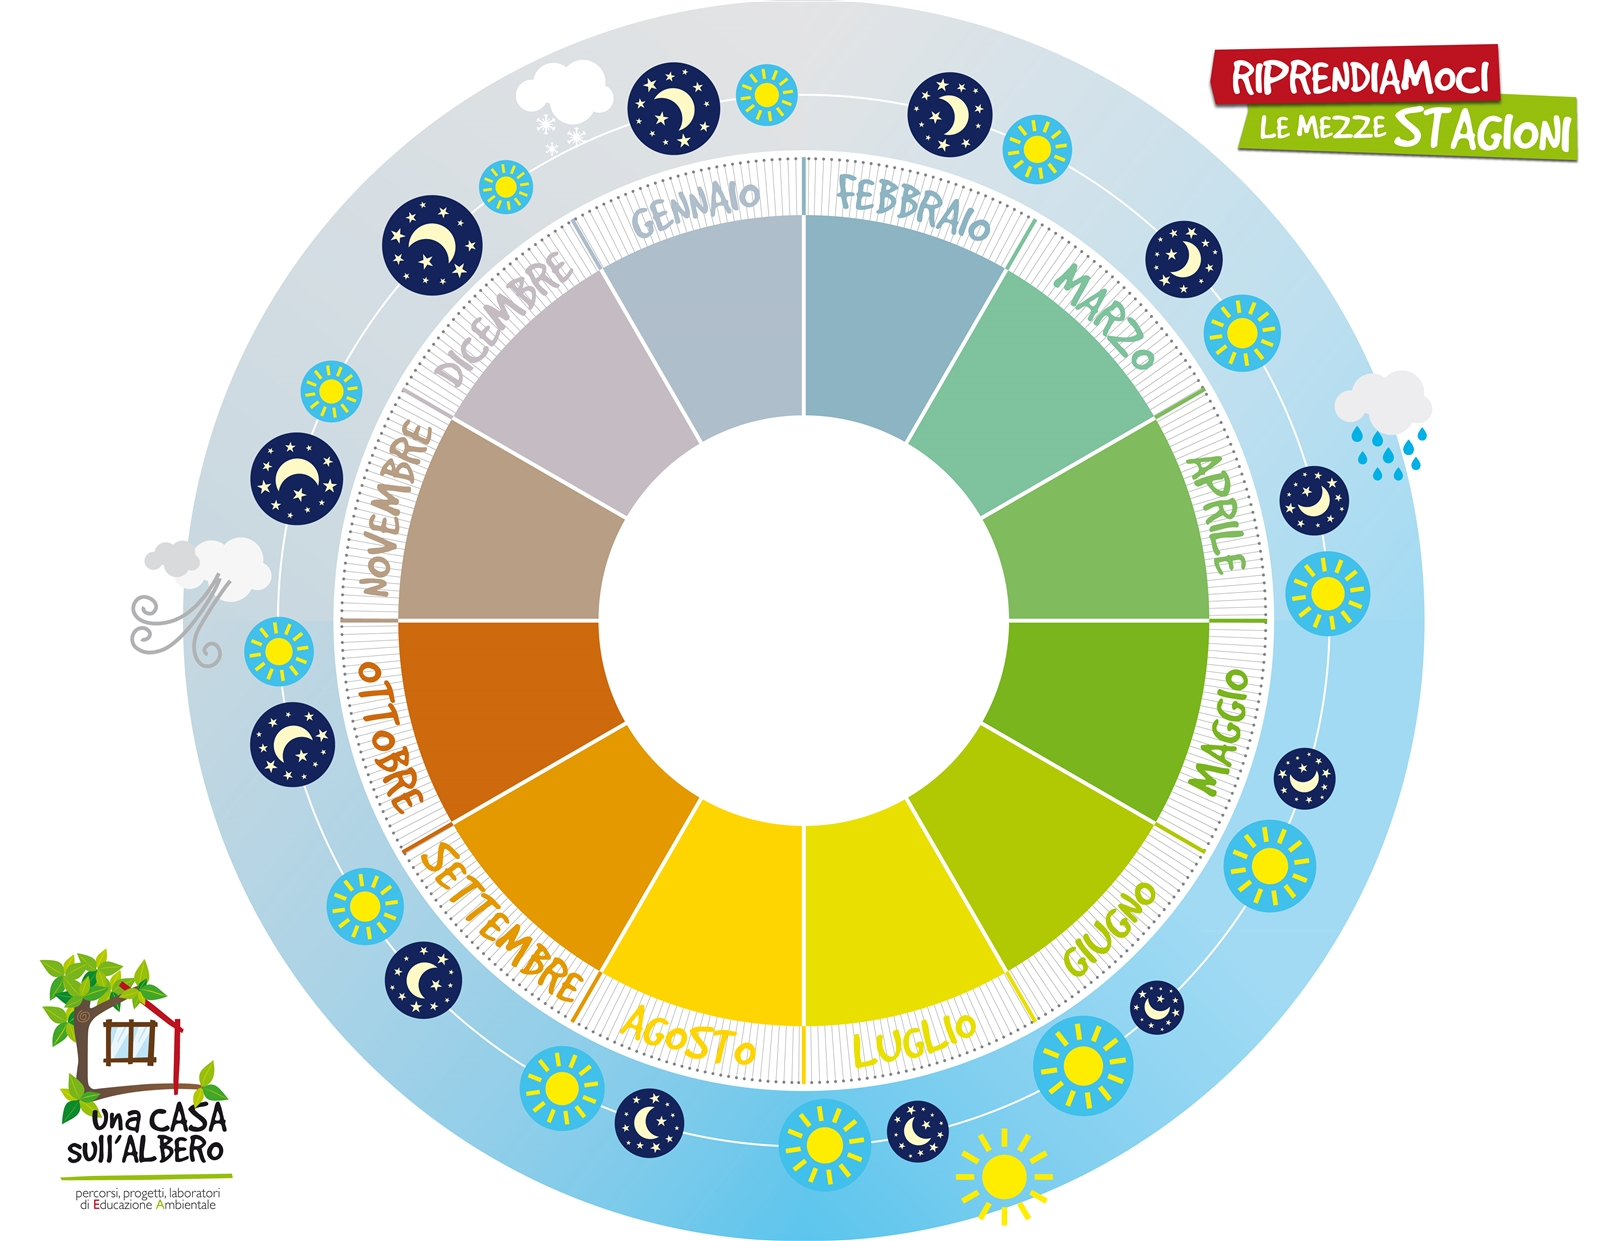 RIPRENDIAMOCI
LE MEZZE STAGIONI
GENNAIO
FEBBRAIO
MARZO
APRILE
MAGGIO
GIUGNO
LUGLIO
AGOSTO
SETTEMBRE
OTTOBRE
NOVEMBRE
DICEMBRE
una CASA
sull'ALBERO
percorsi, progetti, laboratori
di Educazione Ambientale